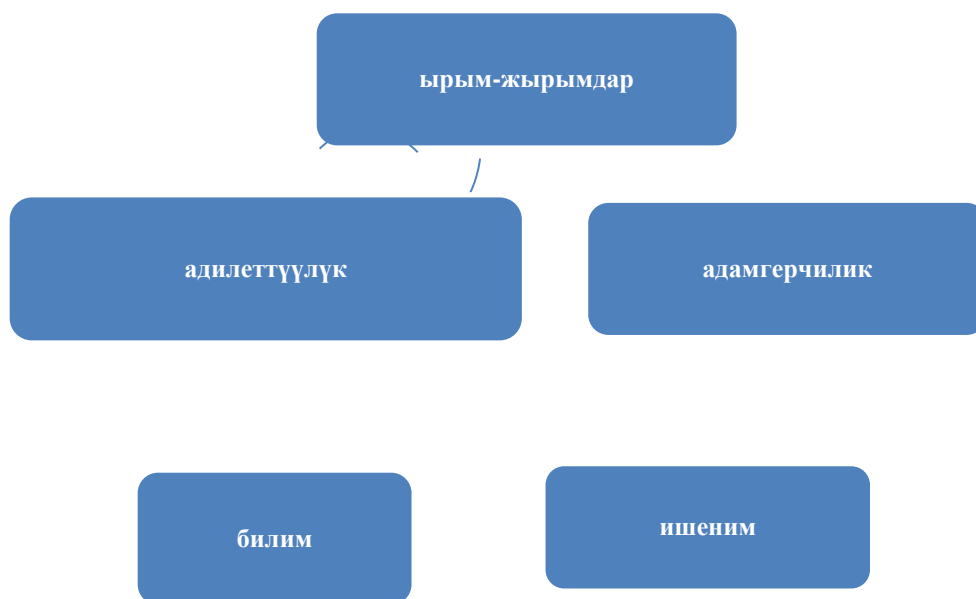 ырым-жырымдар
адилеттүүлүк
адамгерчилик
билим
ишеним